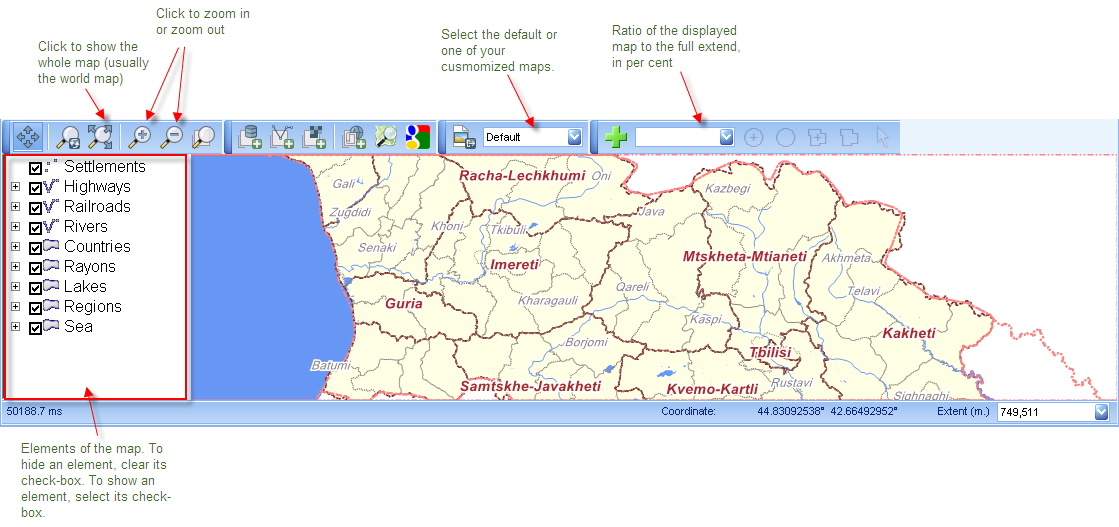 Click to zoom in
or zoom out
Click to show the
whole map (usually
the world map)
Select the default or
one of your
cusmomized maps.
Ratio of the displayed
map to the full extend,
in per cent
Default
Settlements
Highways
Railroads
Rivers
Countries
Rayons
Lakes
Regions
Sea
Racha-Lechkhumi
Oni
Gali
Kazbegi
Zugdidi
Java
Khoni
Tkibuli
Senaki
Mtskheta-Mtianeti
Akhmeta
Imereti
Qareli
Telavi
Guria
Kharagauli
Kaspi
Kakheti
Borjomi
Tbilisi
Batumi
Samtskhe-Javakheti
Kvemo-Kartli
Rustavi
Sighnaghi
50188.7 ms
Coordinate:
44.83092538° 42.66492952°
Extent (m.)
749,511
Elements of the map. To
hide an element, clear its
check-box. To show an
element, select its check-
box.